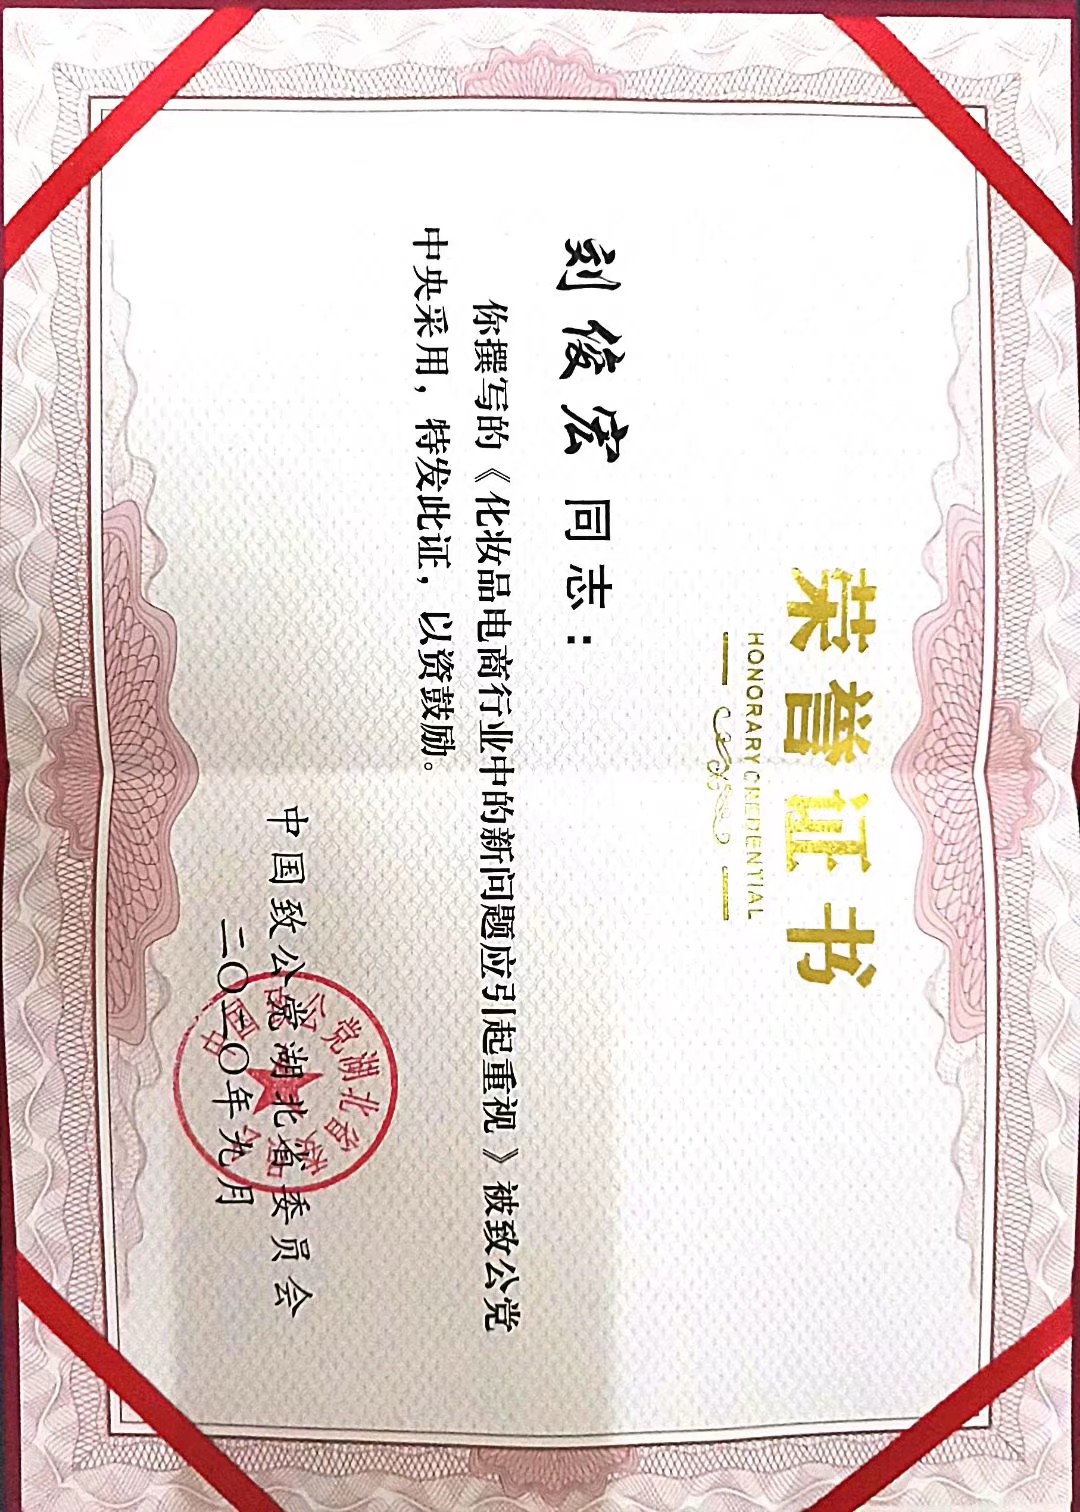 荣誉证书
HONORARY CREDENTIAL
刘俊宏 同志：
你撰写的《化妆品电商行业中的新问题应引起重视》被致公党
中央采用，特发此证，以资鼓励。
中国致公党湖北省委员会
二〇二〇年九月
中国致公党湖北省委员会